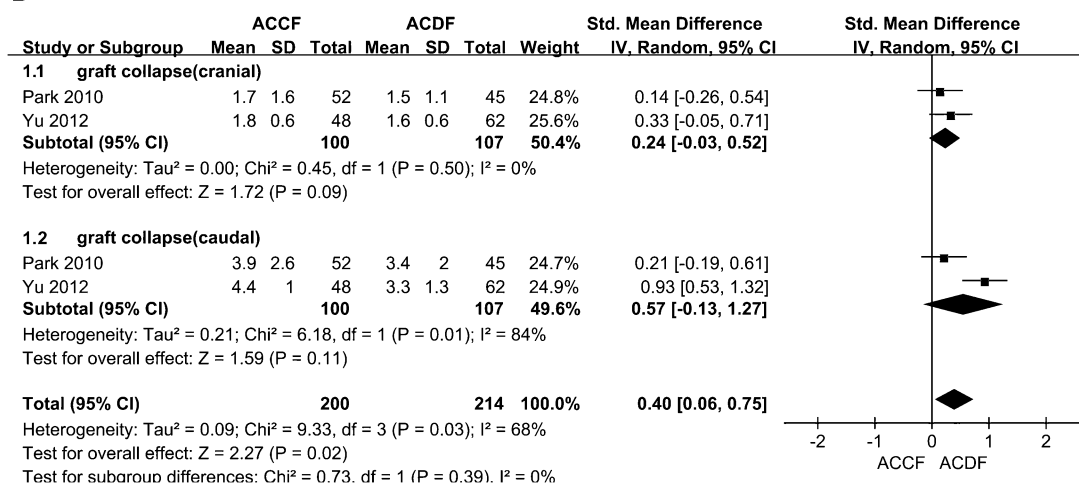 ACCF ACDF Std. Mean Difference Std. Mean Difference
Study or Subgroup Mean SD Total Mean SD Total Weight IV, Random, 95% CI IV, Random, 95% CI
1.1 graft collapse(cranial)
Park 2010 1.7 1.6 52 1.5 1.1 45 24.8% 0.14 [-0.26, 0.54]
Yu 2012 1.8 0.6 48 1.6 0.6 62 25.6% 0.33 [-0.05, 0.71]
Subtotal (95% CI) 100 107 50.4% 0.24 [-0.03, 0.52]
Heterogeneity: Tau² = 0.00; Chi² = 0.45, df = 1 (P = 0.50); I² = 0%
Test for overall effect: Z = 1.72 (P = 0.09)
1.2 graft collapse(caudal)
Park 2010 3.9 2.6 52 3.4 2 45 24.7% 0.21 [-0.19, 0.61]
Yu 2012 4.4 1 48 3.3 1.3 62 24.9% 0.93 [0.53, 1.32]
Subtotal (95% CI) 100 107 49.6% 0.57 [-0.13, 1.27]
Heterogeneity: Tau² = 0.21; Chi² = 6.18, df = 1 (P = 0.01); I² = 84%
Test for overall effect: Z = 1.59 (P = 0.11)
Total (95% CI) 200 214 100.0% 0.40 [0.06, 0.75]
Heterogeneity: Tau² = 0.09; Chi² = 9.33, df = 3 (P = 0.03); I² = 68%
Test for overall effect: Z = 2.27 (P = 0.02)
Test for subgroup differences: Chi² = 0.73, df = 1 (P = 0.39), I² = 0%
-2 -1 0 1 2
ACCF ACDF